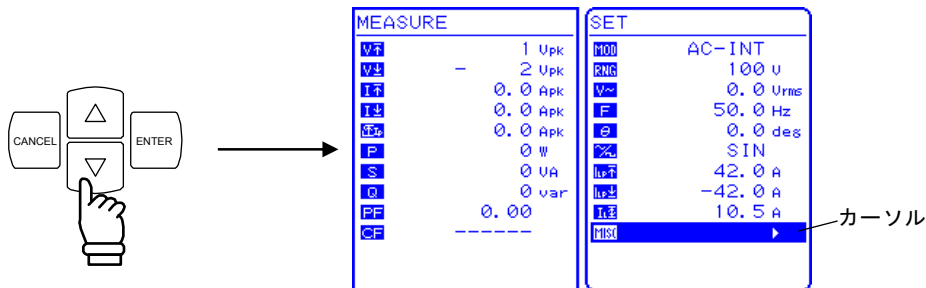 CANCEL
ENTER
MEASURE
1 Vpk
- 2 Vpk
0.0 Apk
0.0 Apk
0.0 Apk
P 0 W
S 0 VA
Q 0 var
PF 0.00
CF ------
SET
MOD AC-INT
RNG 100 V
V~ 0.0 Vrms
F 50.0 Hz
θ 0.0 deg
SIN
42.0 A
-42.0 A
10.5 A
MISC
カーソル